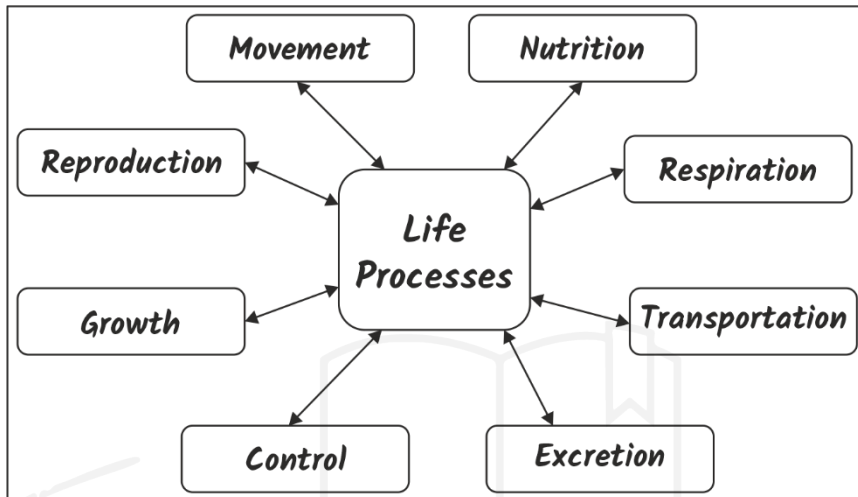 Movement
Nutrition
Reproduction
Respiration
Life
Processes
Growth
Transportation
Control
Excretion